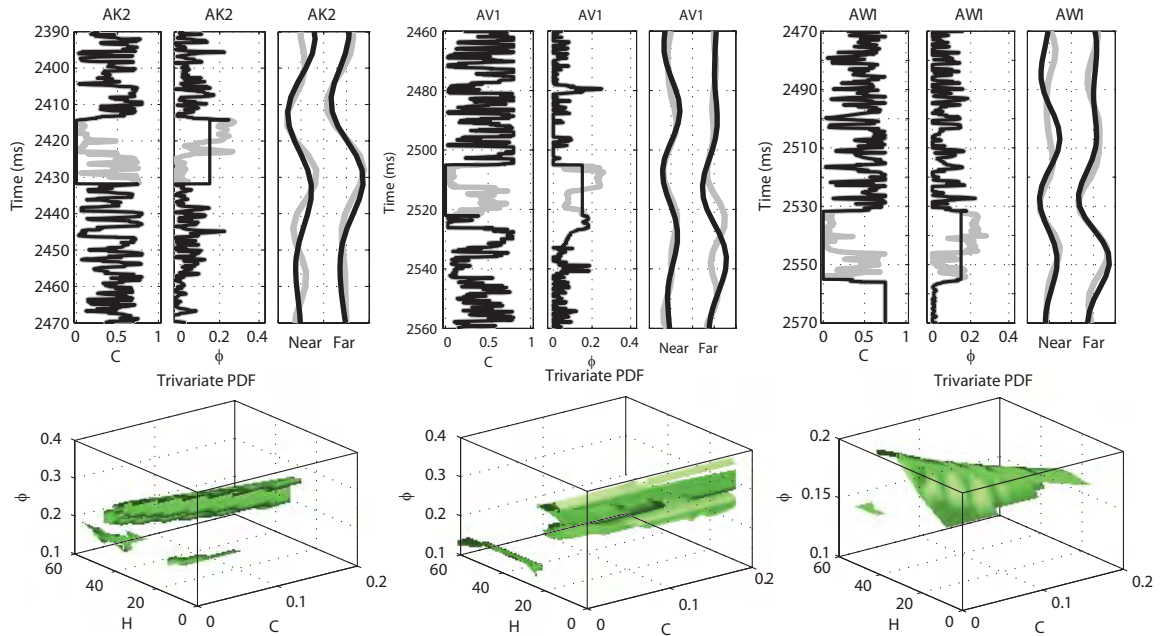 AK2 AK2 AK2
2390
2400
2410
2420
2430
2440
2450
2460
2470
Time (ms)
0 0.5 1
C
0 0.2 0.4
ϕ
Near Far
AV1 AV1 AV1
2460
2480
2500
2520
2540
2560
Time (ms)
0 0.5 1
C
0 0.2 0.4
ϕ
Near Far
AW1 AW1 AW1
2470
2490
2510
2530
2550
2570
Time (ms)
0 0.5 1
C
0 0.2 0.4
ϕ
Near Far
Trivariate PDF
0.4
0.3
0.2
0.1
ϕ
60
40
20
0
H
0
0.1
0.2
C
Trivariate PDF
0.4
0.3
0.2
0.1
ϕ
60
40
20
0
H
0
0.1
0.2
C
Trivariate PDF
0.2
0.15
0.1
ϕ
60
40
20
0
H
0
0.1
0.2
C